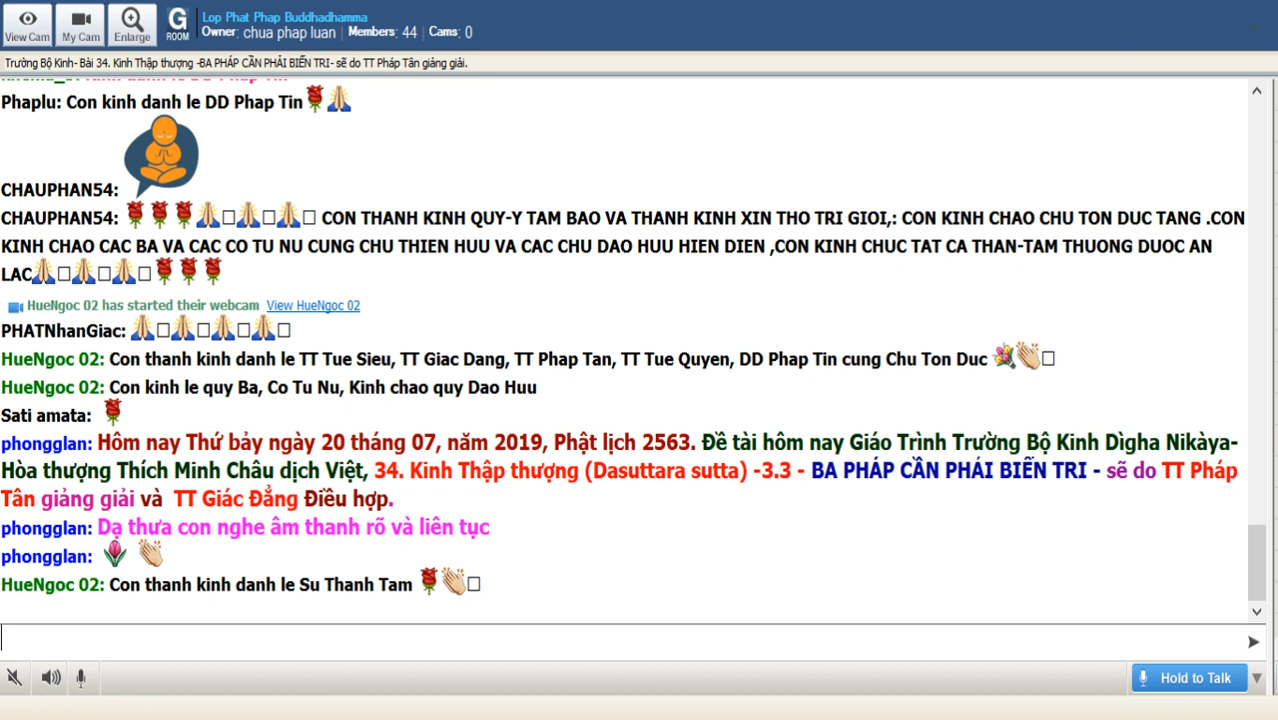 View Cam
My Cam
Enlarge
G
ROOM
Lop Phat Phap Buddhadhamma
Owner: chua phap luan | Members: 44 | Cams: 0
Trường Bộ Kinh- Bài 34. Kinh Thập thượng -BA PHÁP CẦN PHẢI BIẾN TRI- sẽ do TT Pháp Tân giảng giải.
Phaplu: Con kinh danh le DD Phap Tin
CHAUPHAN54:
CHAUPHAN54: CON THANH KINH QUY-Y TAM BAO VA THANH KINH XIN THO TRI GIOI,: CON KINH CHAO CHU TON DUC TANG .CON
KINH CHAO CAC BA VA CAC CO TU NU CUNG CHU THIEN HUU VA CAC CHU DAO HUU HIEN DIEN ,CON KINH CHUC TAT CA THAN-TAM THUONG DUOC AN
LAC
HueNgoc 02 has started their webcam View HueNgoc 02
PHATNhanGiac:
HueNgoc 02: Con thanh kinh danh le TT Tue Sieu, TT Giac Dang, TT Phap Tan, TT Tue Quyen, DD Phap Tin cung Chu Ton Duc
HueNgoc 02: Con kinh le quy Ba, Co Tu Nu, Kinh chao quy Dao Huu
Sati amata:
phongglan: Hôm nay Thứ bảy ngày 20 tháng 07, năm 2019, Phật lịch 2563. Đề tài hôm nay Giáo Trình Trường Bộ Kinh Dìgha Nikàya-
Hòa thượng Thích Minh Châu dịch Việt, 34. Kinh Thập thượng (Dasuttara sutta) -3.3 - BA PHÁP CẦN PHÁI BIẾN TRI - sẽ do TT Pháp
Tân giảng giải và TT Giác Đẳng Điều hợp.
phongglan: Dạ thưa con nghe âm thanh rõ và liên tục
phongglan:
HueNgoc 02: Con thanh kinh danh le Su Thanh Tam
Hold to Talk